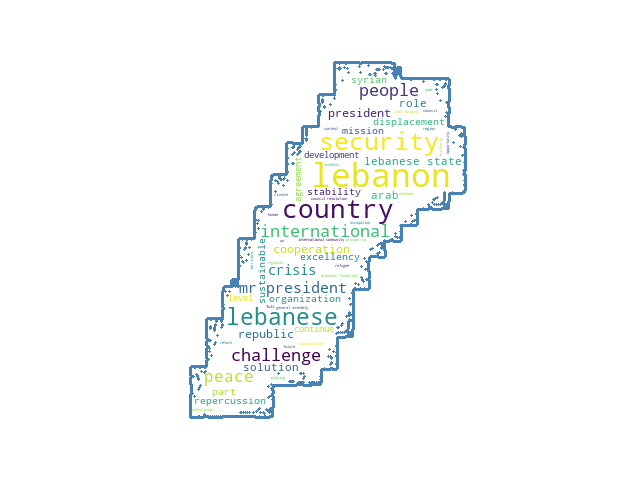 syrian
people
role
president
displacement
mission
security
development
lebanese state
lebanon
agreement
stability
arab
council resolution
country
international
international community
cooperation
excellency
sustainable
crisis
refugee
regional
mr president
level
organization
general assembly
lebanese
continue
republic
challenge
solution
future
peace
part
repercussion